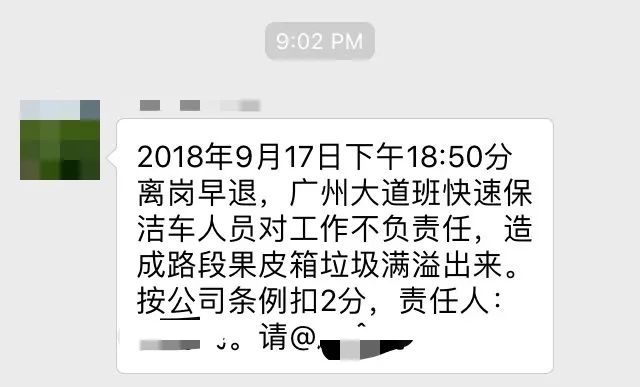 9:02 PM
2018年9月17日下午18:50分
离岗早退，广州大道班快速保
洁车人员对工作不负责任，造
成路段果皮箱垃圾满溢出来。
按公司条例扣2分，责任人：
。请@